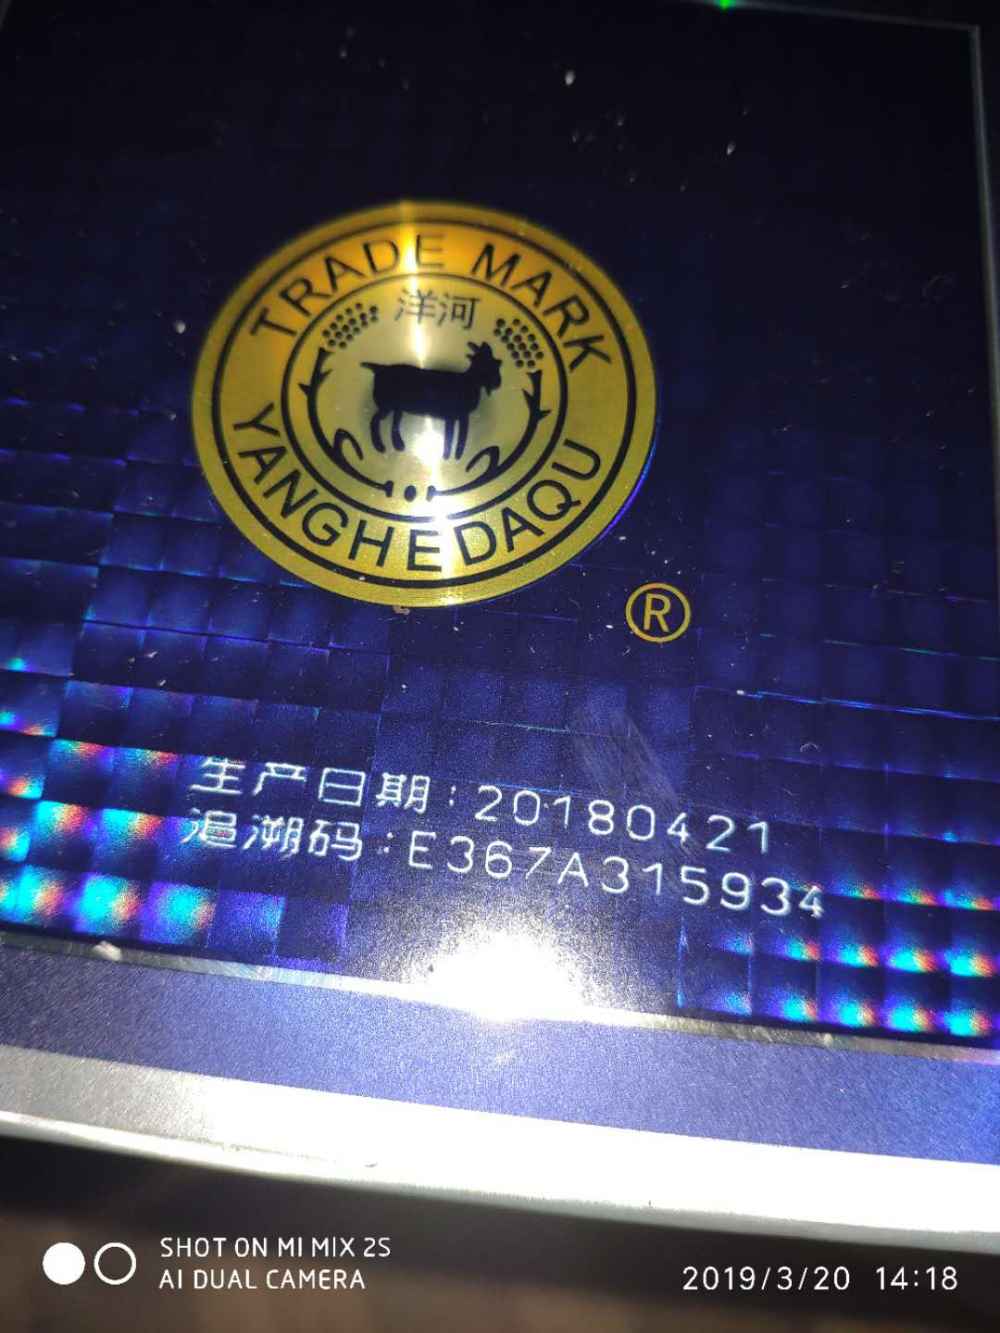 TRADE MARK
洋河
YANGHEDAQU
®
生产日期:20180421
追溯码:E367A315934
SHOT ON MI MIX 2S
AI DUAL CAMERA
2019/3/20 14:18